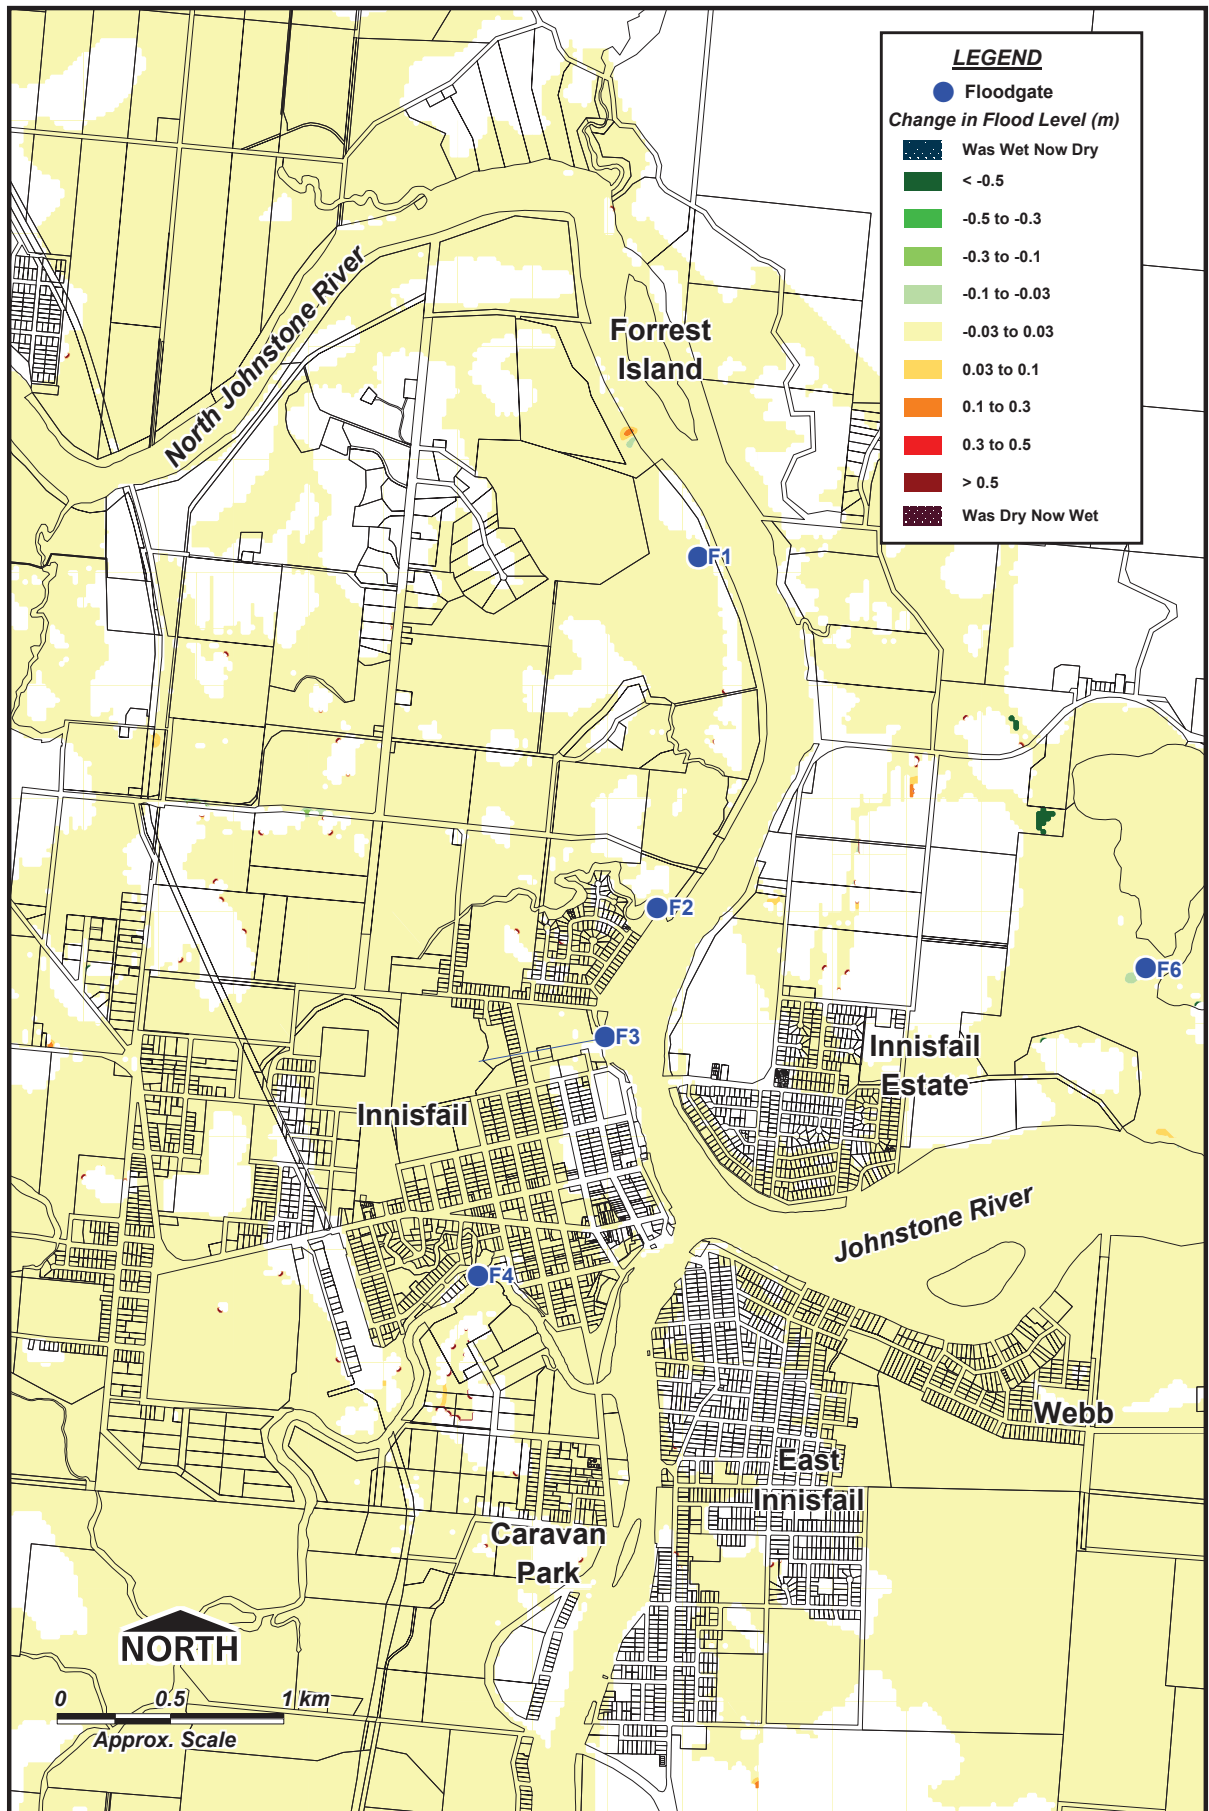 LEGEND
Floodgate
Change in Flood Level (m)
Was Wet Now Dry
< -0.5
-0.5 to -0.3
-0.3 to -0.1
-0.1 to -0.03
-0.03 to 0.03
0.03 to 0.1
0.1 to 0.3
0.3 to 0.5
> 0.5
Was Dry Now Wet
North Johnstone River
Forrest
Island
F1
F2
F6
F3
Innisfail
Estate
Innisfail
Johnstone River
F4
Webb
East
Innisfail
Caravan
Park
NORTH
0 0.5 1 km
Approx. Scale